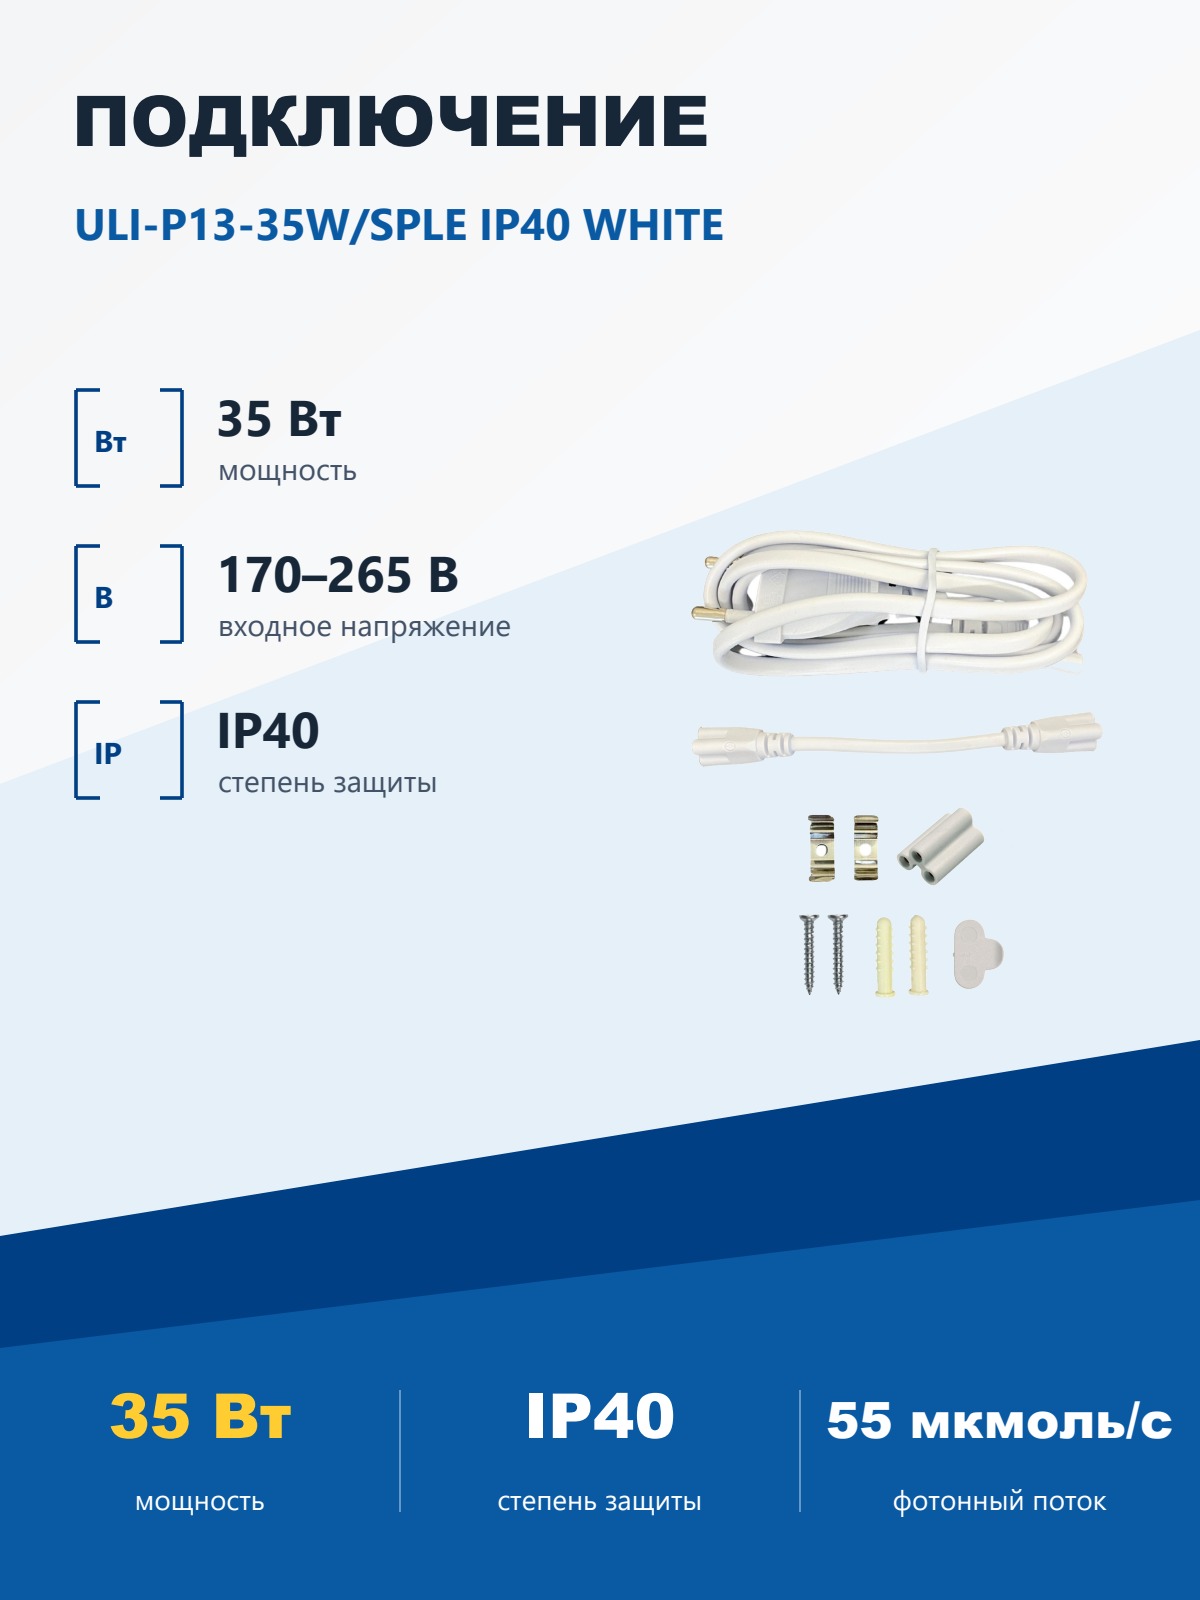 ПОДКЛЮЧЕНИЕ
ULI-P13-35W/SPLE IP40 WHITE
Вт
35 Вт
мощность
В
170–265 В
входное напряжение
IP
IP40
степень защиты
35 Вт
мощность
IP40
степень защиты
55 мкмоль/с
фотонный поток